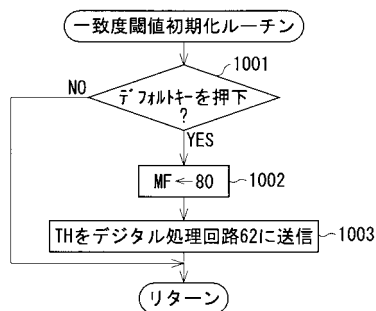 一致度閾値初期化ルーチン
1001
NO
デフォルトキーを押下
?
YES
MF←80
1002
THをデジタル処理回路62に送信
1003
リターン